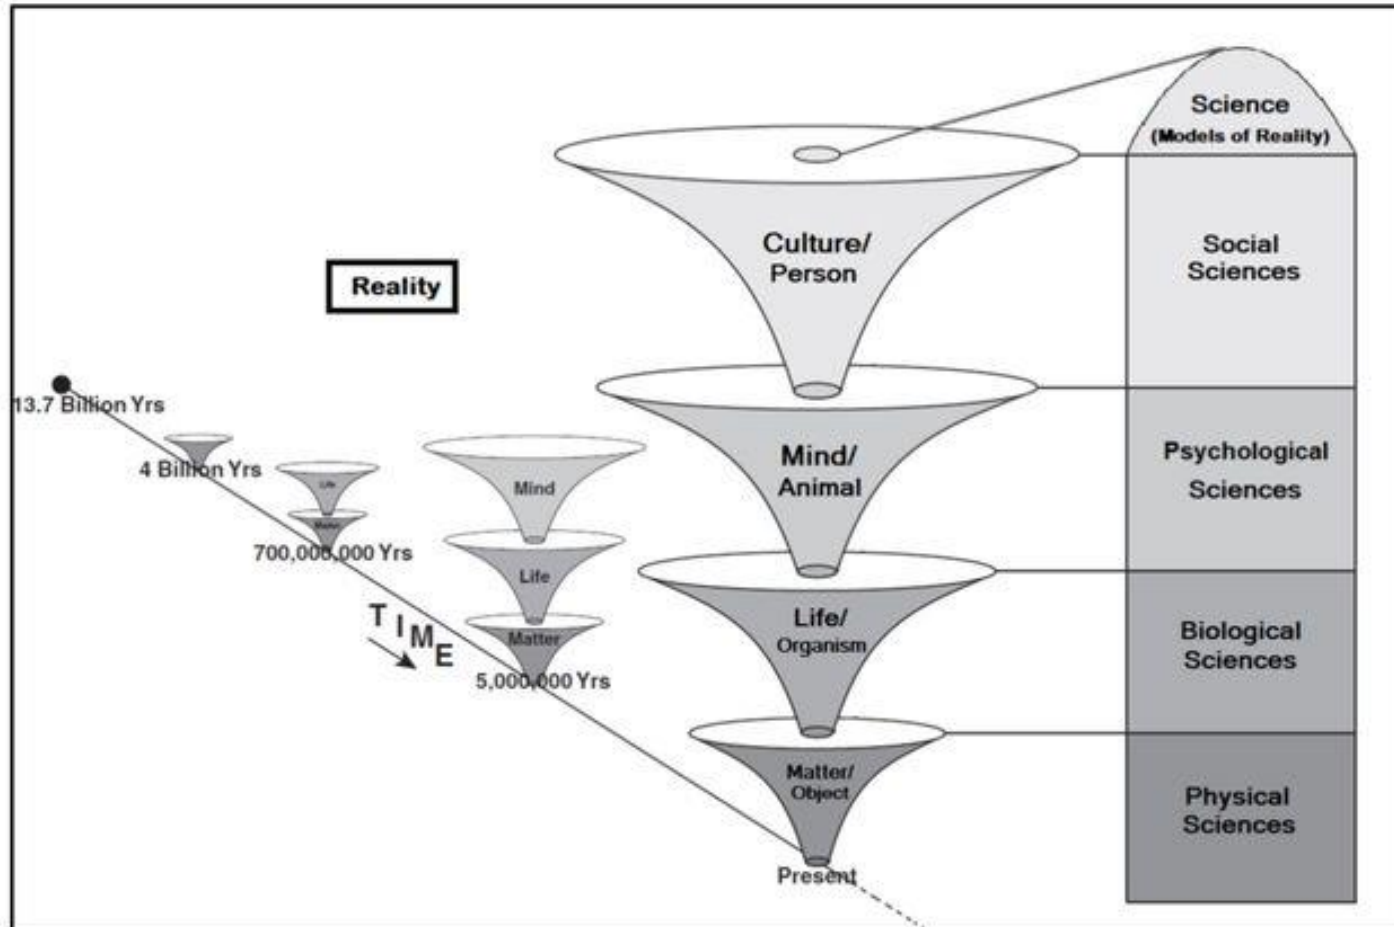 Science
(Models of Reality)
Culture/
Person
Social
Sciences
Reality
13.7 Billion Yrs
4 Billion Yrs
Life
Matter
700,000,000 Yrs
Mind
Life
Matter
5,000,000 Yrs
TIME
Mind/
Animal
Psychological
Sciences
Life/
Organism
Biological
Sciences
Matter/
Object
Physical
Sciences
Present